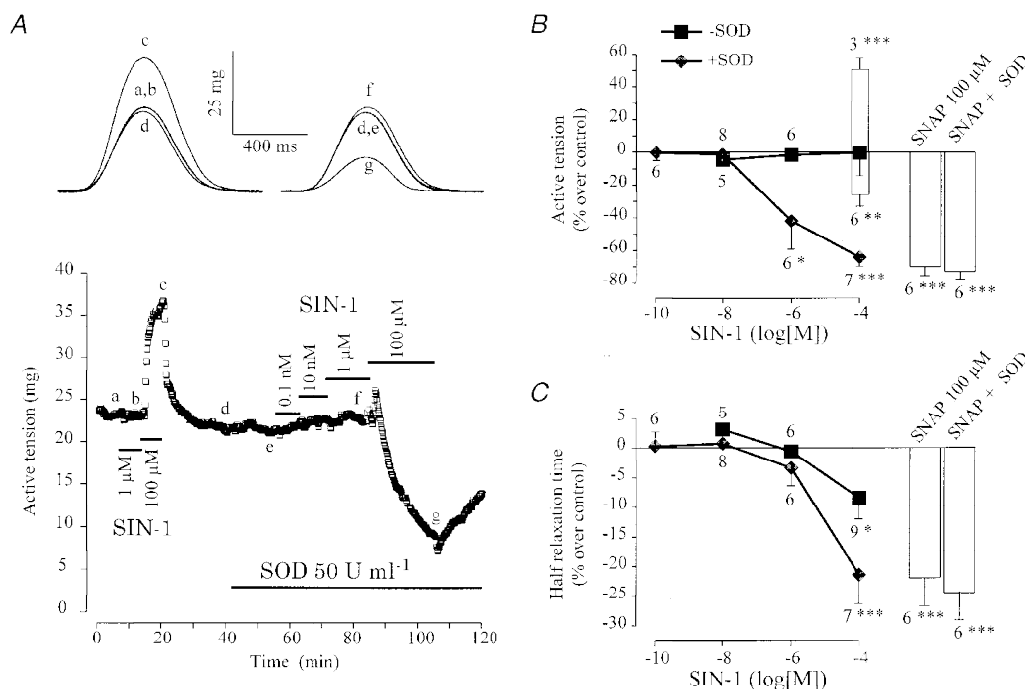 A
c
a,b
d
25 mg
400 ms
f
d,e
g
40
35
30
25
20
15
10
5
0
Active tension (mg)
a
b
c
d
e
f
g
1 µM
100 µM
SIN-1
0.1 nM
10 nM
1 µM
100 µM
SIN-1
SOD 50 U ml-1
0
20
40
60
80
100
120
Time (min)
B
-SOD
+SOD
60
40
20
0
-20
-40
-60
-80
Active tension
(% over control)
6
8
5
6
6 *
3 ***
6 **
7 ***
SNAP 100 µM
SNAP + SOD
6 ***
6 ***
-10
-8
-6
-4
SIN-1 (log[M])
C
5
0
-5
-10
-15
-20
-25
-30
Half relaxation time
(% over control)
6
5
8
6
6
9 *
7 ***
SNAP 100 µM
SNAP + SOD
6 ***
6 ***
-10
-8
-6
-4
SIN-1 (log[M])